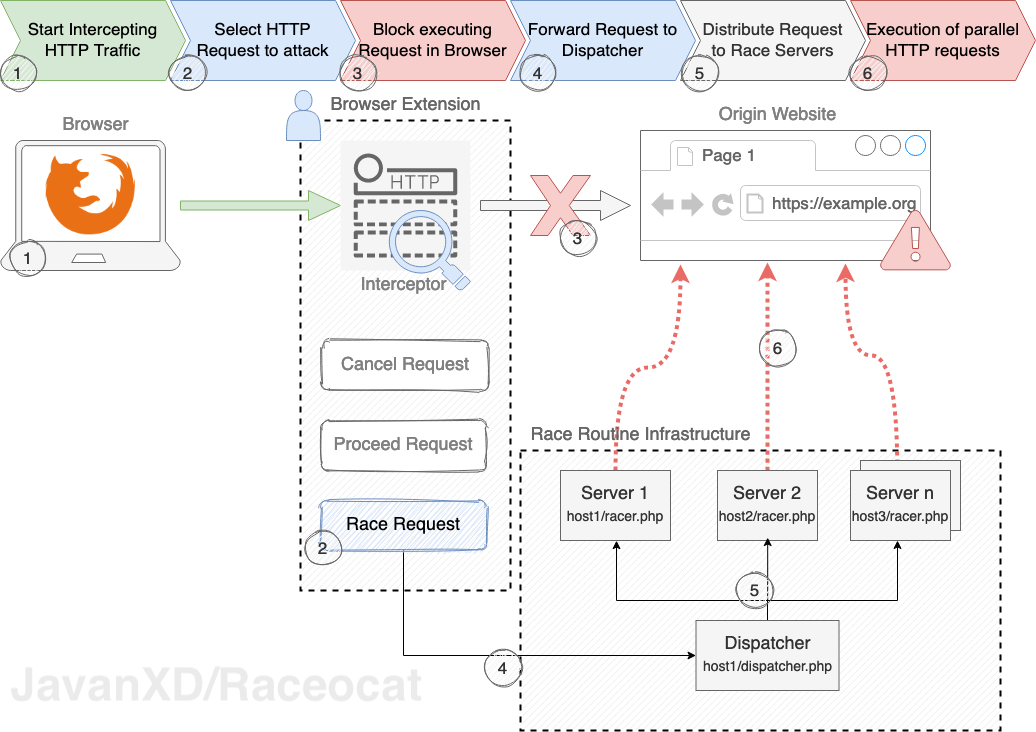 Start Intercepting
HTTP Traffic
1
Select HTTP
Request to attack
2
Block executing
Request in Browser
3
Forward Request to
Dispatcher
4
Distribute Request
to Race Servers
5
Execution of parallel
HTTP requests
6
Browser
1
Browser Extension
HTTP
Interceptor
Cancel Request
Proceed Request
Race Request
2
3
Origin Website
Page 1
https://example.org
6
Race Routine Infrastructure
Server 1
host1/racer.php
Server 2
host2/racer.php
Server n
host3/racer.php
5
Dispatcher
host1/dispatcher.php
4
JavanXD/Raceocat